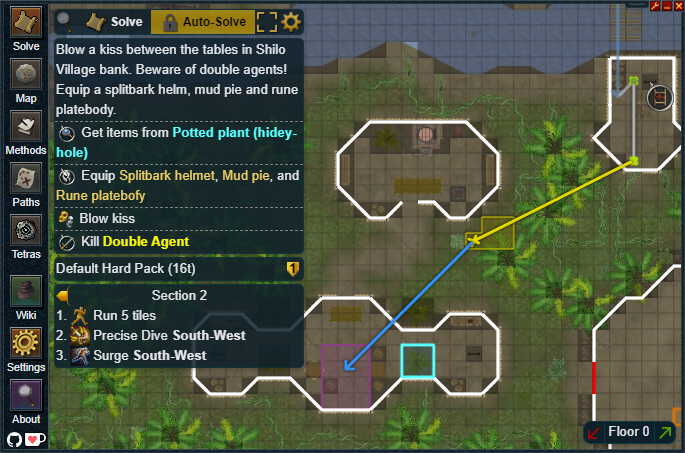 Solve
Map
Methods
Paths
Tetras
Wiki
Settings
About
Solve
Auto-Solve
Blow a kiss between the tables in Shilo
Village bank. Beware of double agents!
Equip a splitbark helm, mud pie and rune
platebody.
Get items from Potted plant (hidey-
hole)
Equip Splitbark helmet, Mud pie, and
Rune platebofy
Blow kiss
Kill Double Agent
Default Hard Pack (16t)
1
Section 2
1. Run 5 tiles
2. Precise Dive South-West
3. Surge South-West
Floor 0